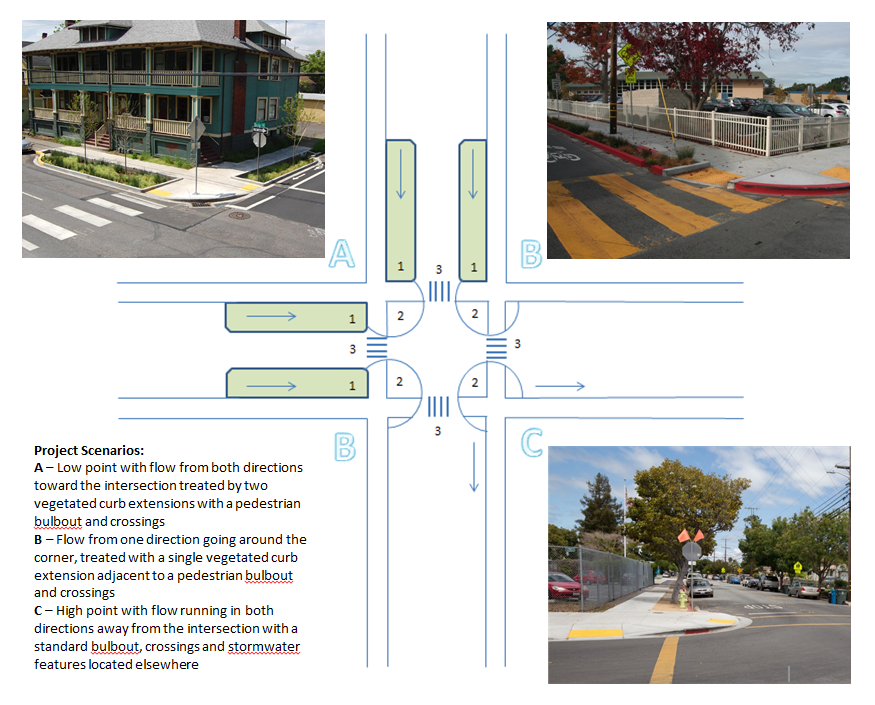 A
B
1
1
3
1
2
2
3
3
1
2
2
3
B
C
Project Scenarios:
A – Low point with flow from both directions
toward the intersection treated by two
vegetated curb extensions with a pedestrian
bulbout and crossings
B – Flow from one direction going around the
corner, treated with a single vegetated curb
extension adjacent to a pedestrian bulbout
and crossings
C – High point with flow running in both
directions away from the intersection with a
standard bulbout, crossings and stormwater
features located elsewhere
STOP